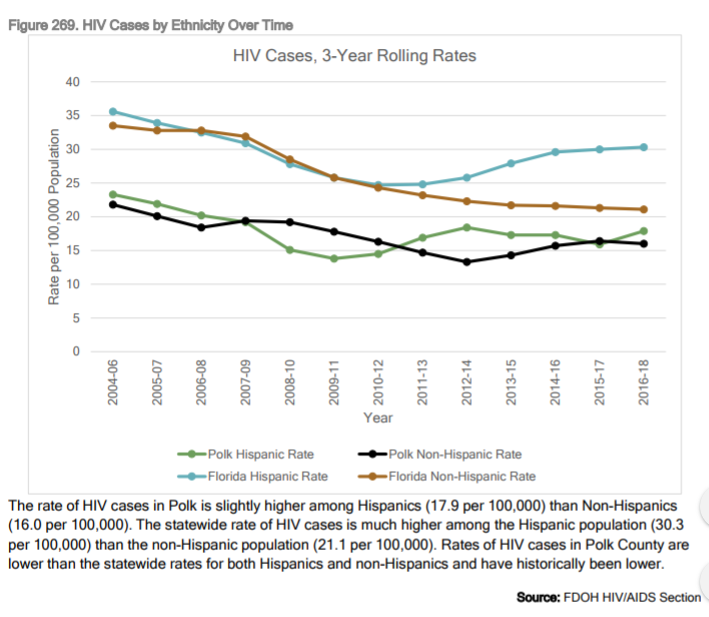 Figure 269. HIV Cases by Ethnicity Over Time
HIV Cases, 3-Year Rolling Rates
Rate per 100,000 Population
40
35
30
25
20
15
10
5
0
2004-06
2005-07
2006-08
2007-09
2008-10
2009-11
2010-12
2011-13
2012-14
2013-15
2014-16
2015-17
2016-18
Year
Polk Hispanic Rate
Polk Non-Hispanic Rate
Florida Hispanic Rate
Florida Non-Hispanic Rate
The rate of HIV cases in Polk is slightly higher among Hispanics (17.9 per 100,000) than Non-Hispanics
(16.0 per 100,000). The statewide rate of HIV cases is much higher among the Hispanic population (30.3
per 100,000) than the non-Hispanic population (21.1 per 100,000). Rates of HIV cases in Polk County are
lower than the statewide rates for both Hispanics and non-Hispanics and have historically been lower.
Source: FDOH HIV/AIDS Section